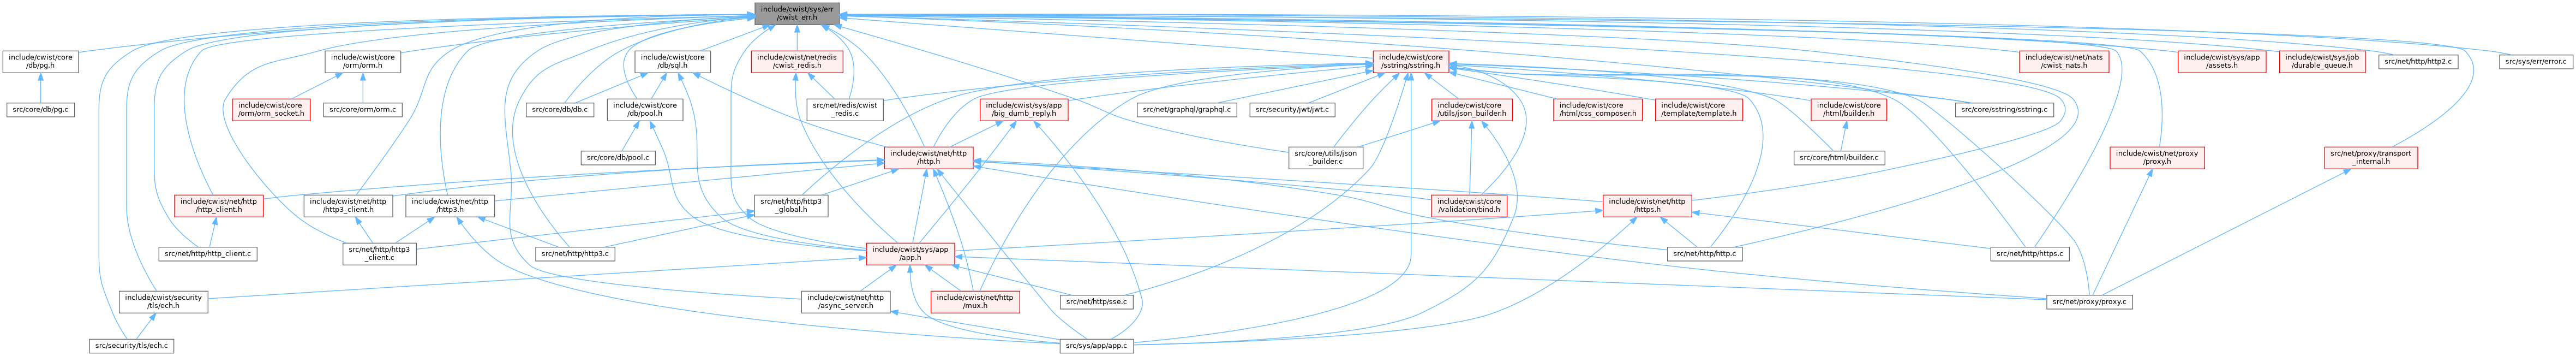 include/cwist/sys/err
/cwist_err.h
include/cwist/core
/db/pg.h
include/cwist/core
/orm/orm.h
include/cwist/core
/db/sql.h
include/cwist/net/redis
/cwist_redis.h
include/cwist/core
/sstring/sstring.h
include/cwist/net/nats
/cwist_nats.h
include/cwist/sys/app
/assets.h
include/cwist/sys/job
/durable_queue.h
src/net/http/http2.c
src/sys/err/error.c
src/core/db/pg.c
include/cwist/core
/orm/orm_socket.h
src/core/orm/orm.c
src/core/db/db.c
include/cwist/core
/db/pool.h
src/net/redis/cwist
_redis.c
include/cwist/sys/app
/big_dumb_reply.h
src/net/graphql/graphql.c
src/security/jwt/jwt.c
include/cwist/core
/utils/json_builder.h
include/cwist/core
/html/css_composer.h
include/cwist/core
/template/template.h
include/cwist/core
/html/builder.h
src/core/sstring/sstring.c
src/core/db/pool.c
include/cwist/net/http
/http.h
src/core/utils/json
_builder.c
src/core/html/builder.c
include/cwist/net/proxy
/proxy.h
src/net/proxy/transport
_internal.h
include/cwist/net/http
/http_client.h
include/cwist/net/http
/http3_client.h
include/cwist/net/http
/http3.h
src/net/http/http3
_global.h
include/cwist/core
/validation/bind.h
include/cwist/net/http
/https.h
src/net/http/http_client.c
src/net/http/http3
_client.c
src/net/http/http3.c
include/cwist/sys/app
/app.h
src/net/http/http.c
src/net/http/https.c
include/cwist/security
/tls/ech.h
include/cwist/net/http
/async_server.h
include/cwist/net/http
/mux.h
src/net/http/sse.c
src/net/proxy/proxy.c
src/security/tls/ech.c
src/sys/app/app.c